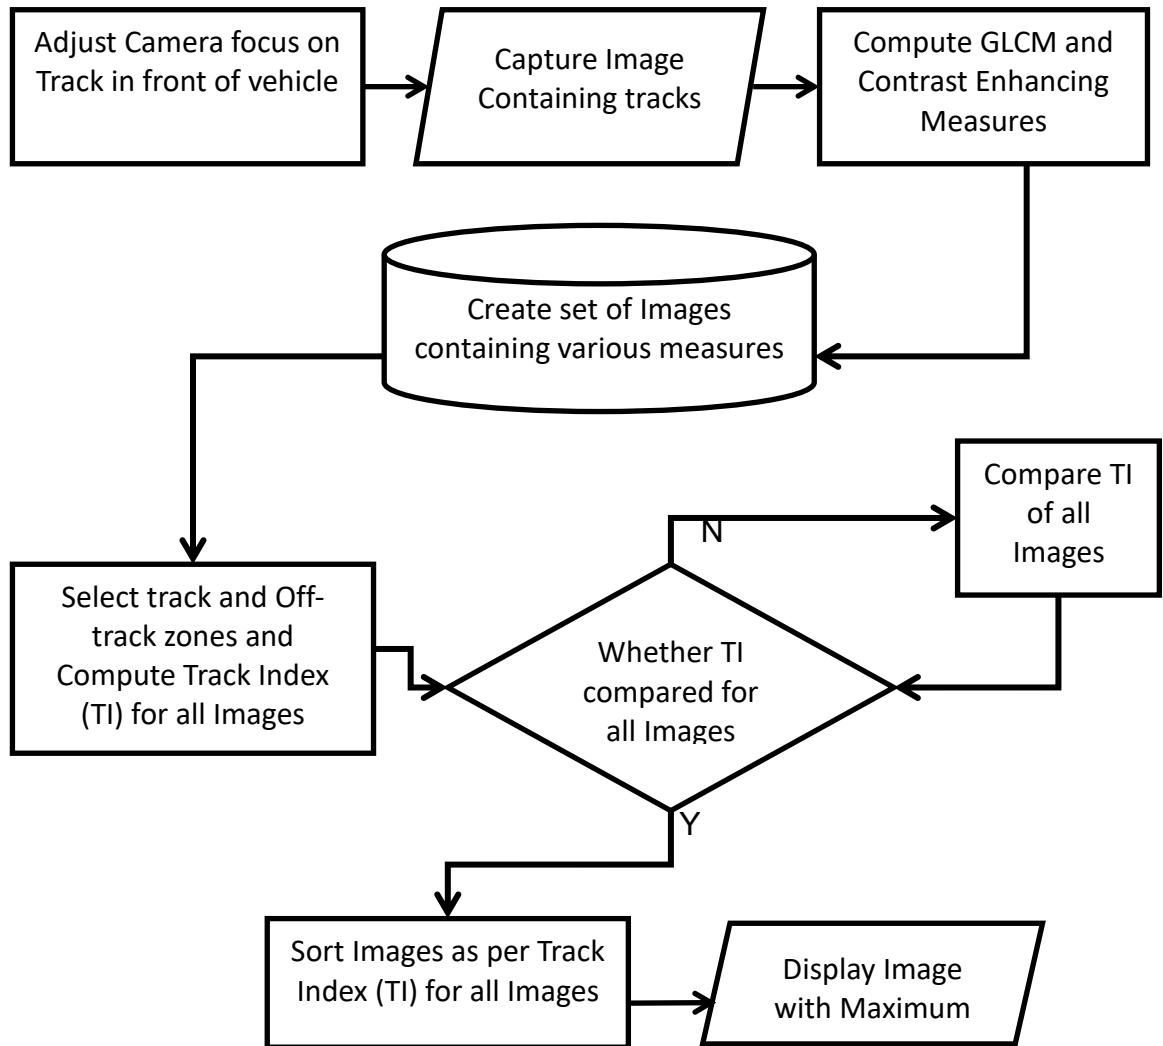 Adjust Camera focus on
Track in front of vehicle
Capture Image
Containing tracks
Compute GLCM and
Contrast Enhancing
Measures
Create set of Images
containing various measures
Select track and Off-
track zones and
Compute Track Index
(TI) for all Images
Whether TI
compared for
all Images
N
Compare TI
of all
Images
Y
Sort Images as per Track
Index (TI) for all Images
Display Image
with Maximum